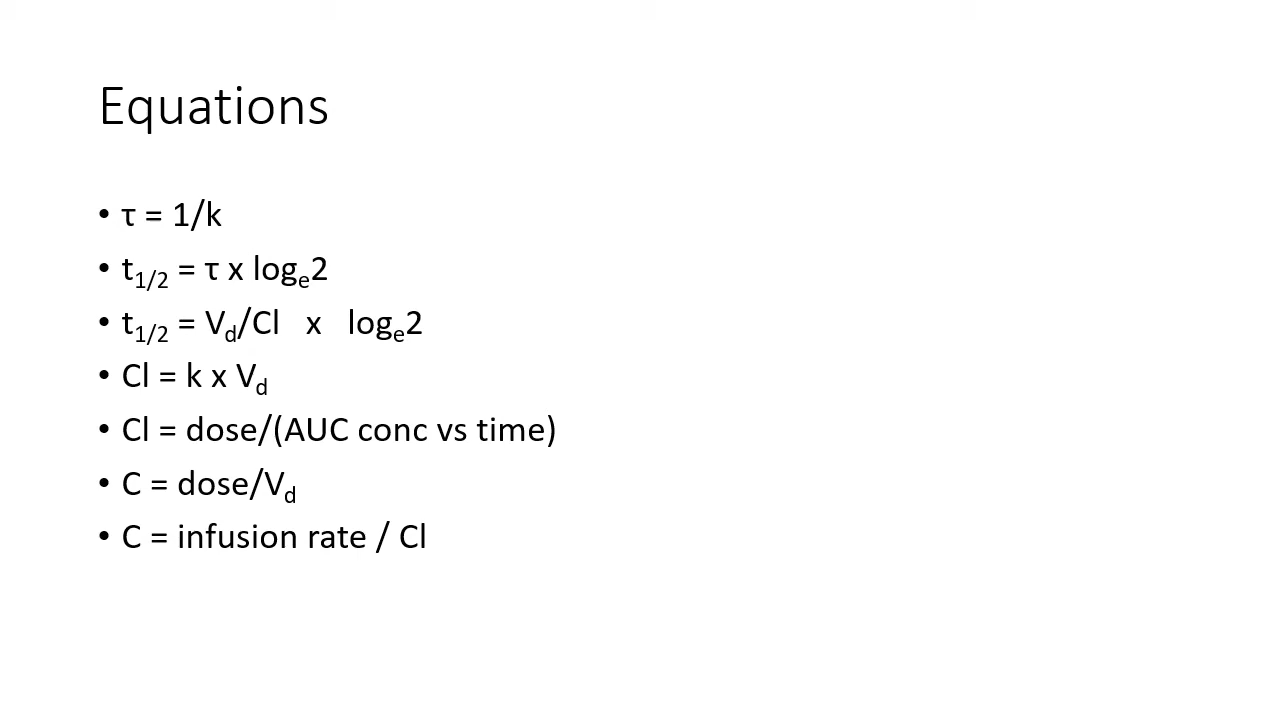 Equations
• τ = 1/k
• t1/2 = τ x loge2
• t1/2 = Vd/Cl x loge2
• Cl = k x Vd
• Cl = dose/(AUC conc vs time)
• C = dose/Vd
• C = infusion rate / Cl